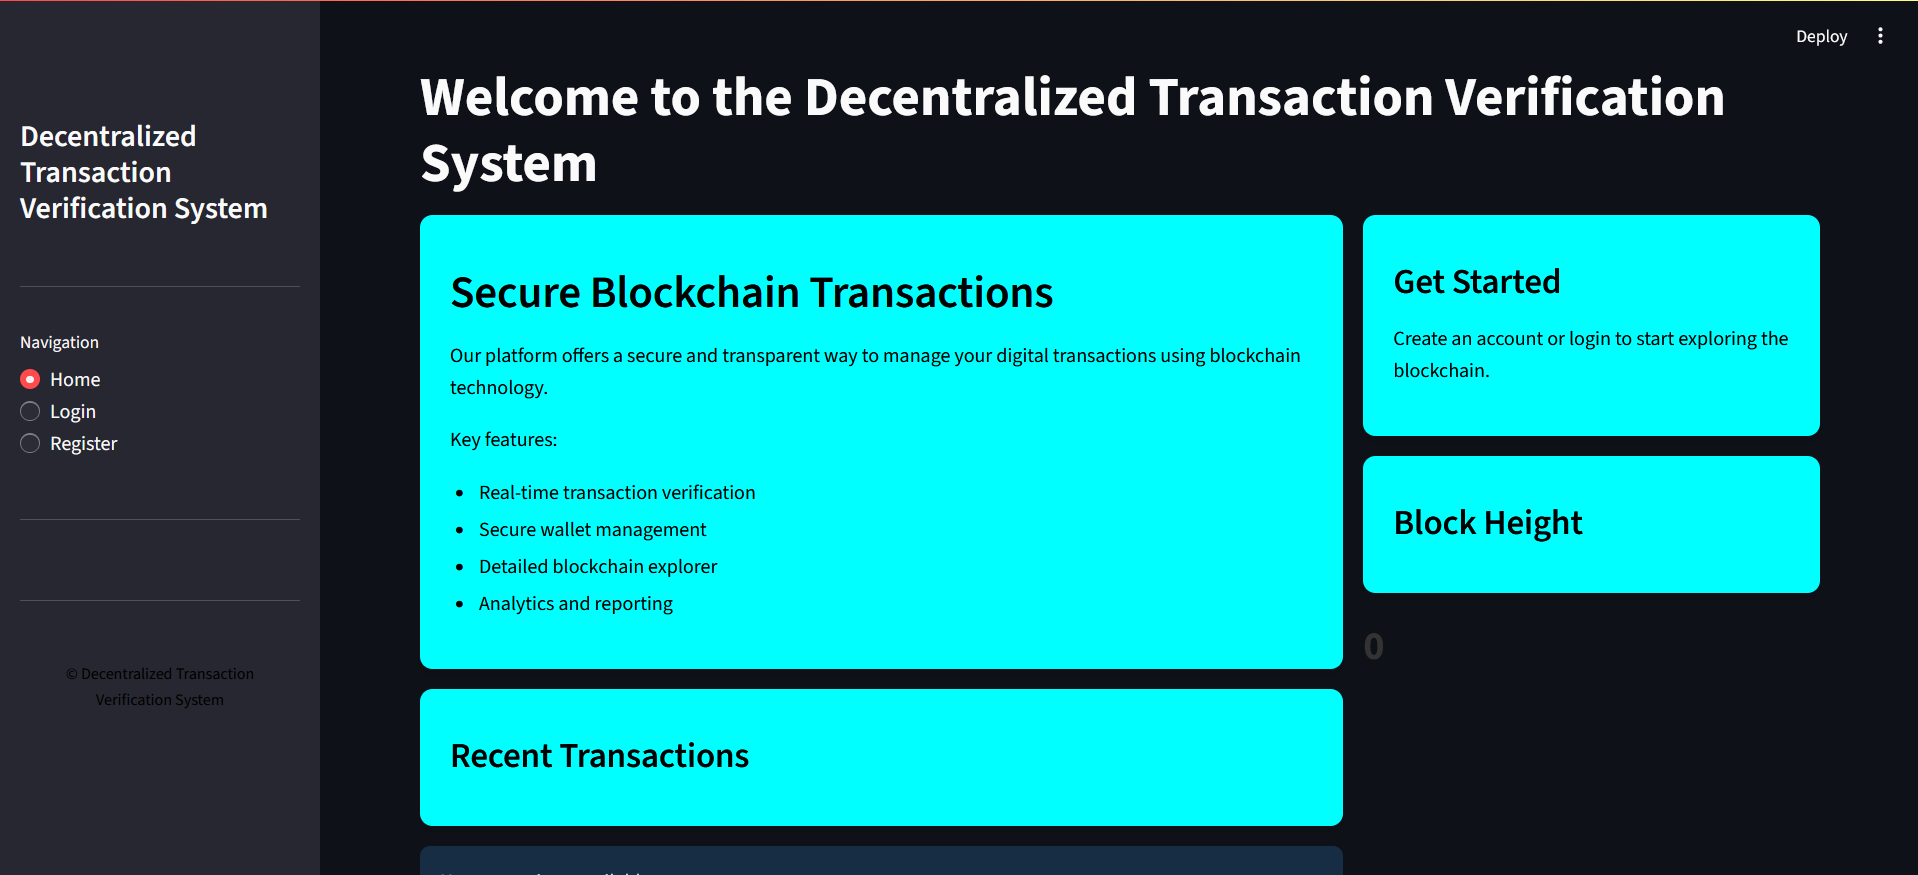 Deploy
Decentralized
Transaction
Verification System
Navigation
Home
Login
Register
© Decentralized Transaction
Verification System
Welcome to the Decentralized Transaction Verification
System
Secure Blockchain Transactions
Our platform offers a secure and transparent way to manage your digital transactions using blockchain
technology.
Key features:
Real-time transaction verification
Secure wallet management
Detailed blockchain explorer
Analytics and reporting
Recent Transactions
Get Started
Create an account or login to start exploring the
blockchain.
Block Height
0